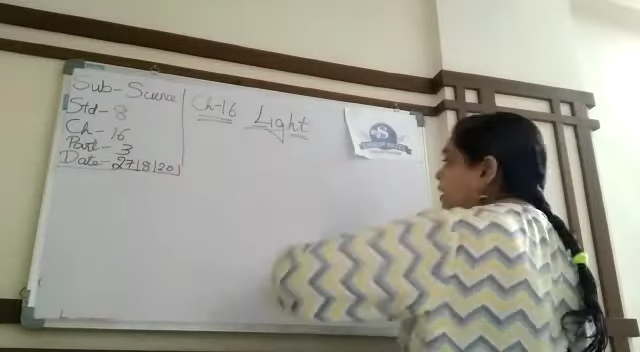 Sub- Science
Std- 8
Ch- 16
Part- 3
Date- 27|8|20
Ch-16 Light